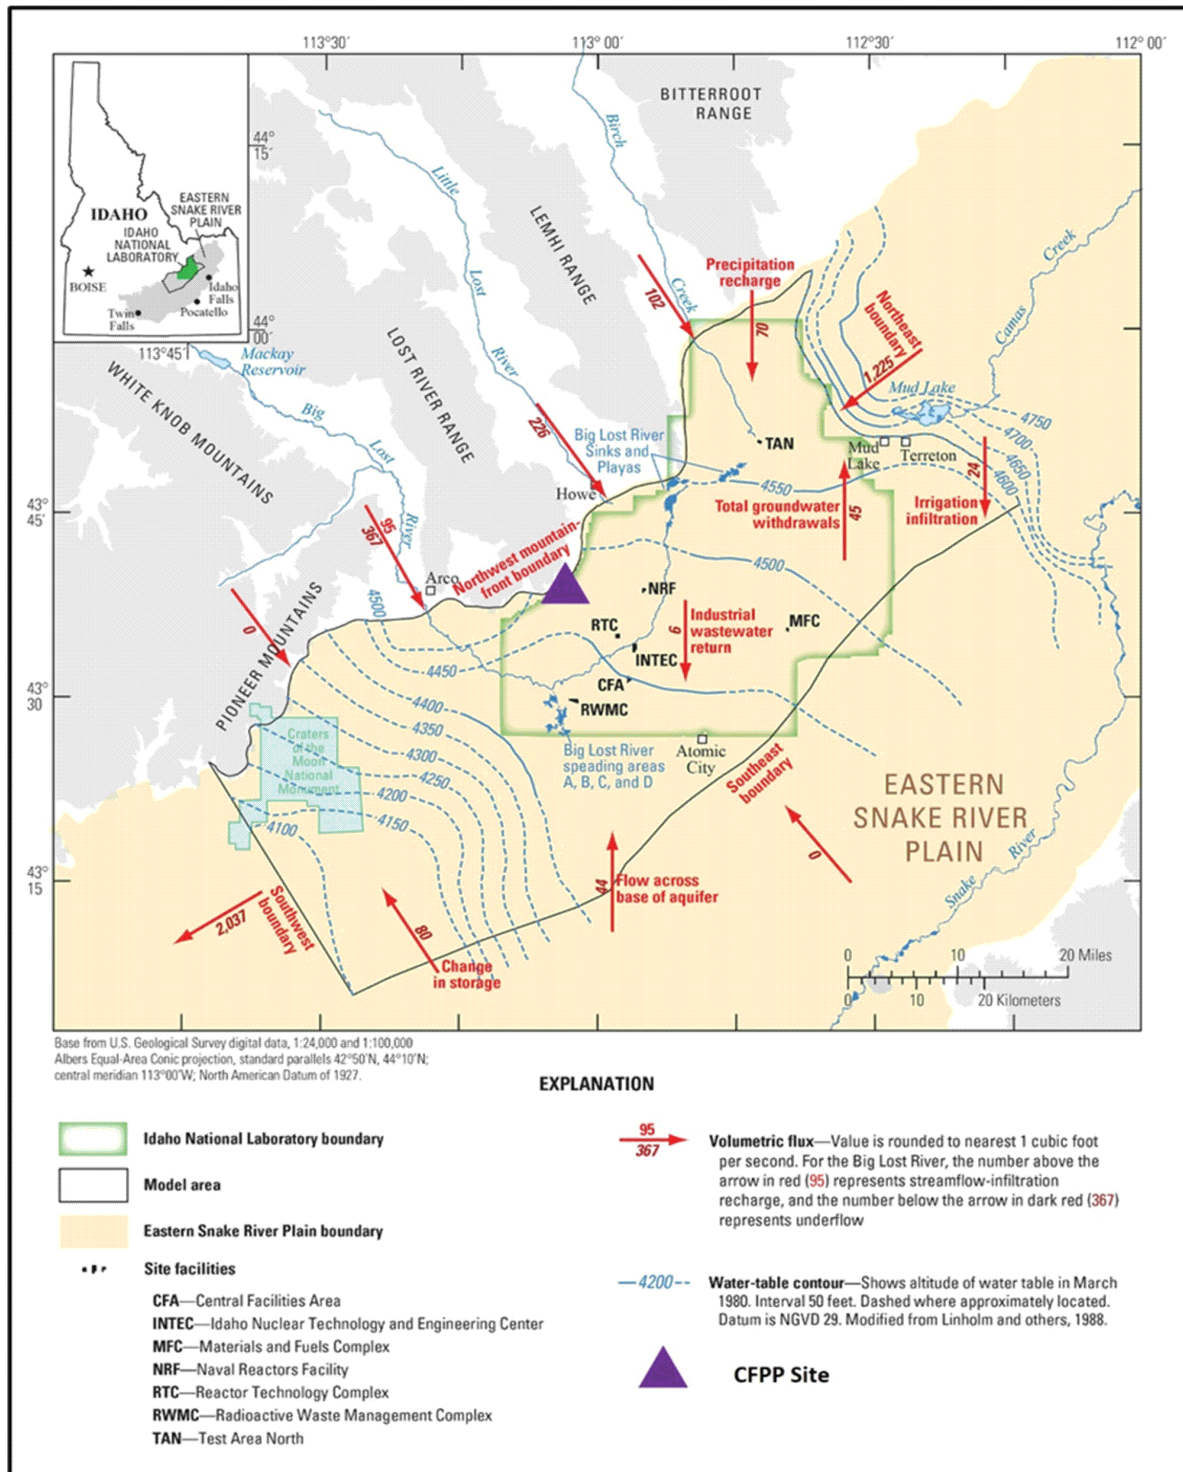 113°30′
113°00′
112°30′
112°00′
44°
15′
44°
00′
43°
45′
43°
30
43°
15′
113°45′
IDAHO
EASTERN
SNAKE RIVER
PLAIN
IDAHO
NATIONAL
LABORATORY
BOISE
Idaho
Falls
Pocatello
Twin
Falls
BITTERROOT
RANGE
Birch
Creek
Little
Lost
River
LEMHI RANGE
LOST RIVER RANGE
WHITE KNOB MOUNTAINS
PIONEER MOUNTAINS
Mackay
Reservoir
Big
Lost
River
Camas
Creek
Mud Lake
Precipitation
recharge
70
102
Northeast
boundary
1,225
226
4750
4700
4650
4600
TAN
Mud
Lake
Terreton
24
Big Lost River
Sinks and
Playas
Howe
4550
Total groundwater
withdrawals
45
Irrigation
infiltration
95
367
Northwest mountain-
front boundary
Arco
4500
4500
0
NRF
RTC
6
Industrial
wastewater
return
MFC
INTEC
CFA
RWMC
4450
4400
4350
4300
4250
4200
4150
4100
Craters
of the
Moon
National
Monument
Big Lost River
speading areas
A, B, C, and D
Atomic
City
Southeast
boundary
0
EASTERN
SNAKE RIVER
PLAIN
Snake
River
44
Flow across
base of aquifer
2,037
Southwest
boundary
80
Change
in storage
0 10 20 Miles
0 10 20 Kilometers
Base from U.S. Geological Survey digital data, 1:24,000 and 1:100,000
Albers Equal-Area Conic projection, standard parallels 42°50′N, 44°10′N;
central meridian 113°00′W; North American Datum of 1927.
EXPLANATION
Idaho National Laboratory boundary
Model area
Eastern Snake River Plain boundary
Site facilities
CFA—Central Facilities Area
INTEC—Idaho Nuclear Technology and Engineering Center
MFC—Materials and Fuels Complex
NRF—Naval Reactors Facility
RTC—Reactor Technology Complex
RWMC—Radioactive Waste Management Complex
TAN—Test Area North
95
367
Volumetric flux—Value is rounded to nearest 1 cubic foot
per second. For the Big Lost River, the number above the
arrow in red (95) represents streamflow-infiltration
recharge, and the number below the arrow in dark red (367)
represents underflow
4200
Water-table contour—Shows altitude of water table in March
1980. Interval 50 feet. Dashed where approximately located.
Datum is NGVD 29. Modified from Linholm and others, 1988.
CFPP Site